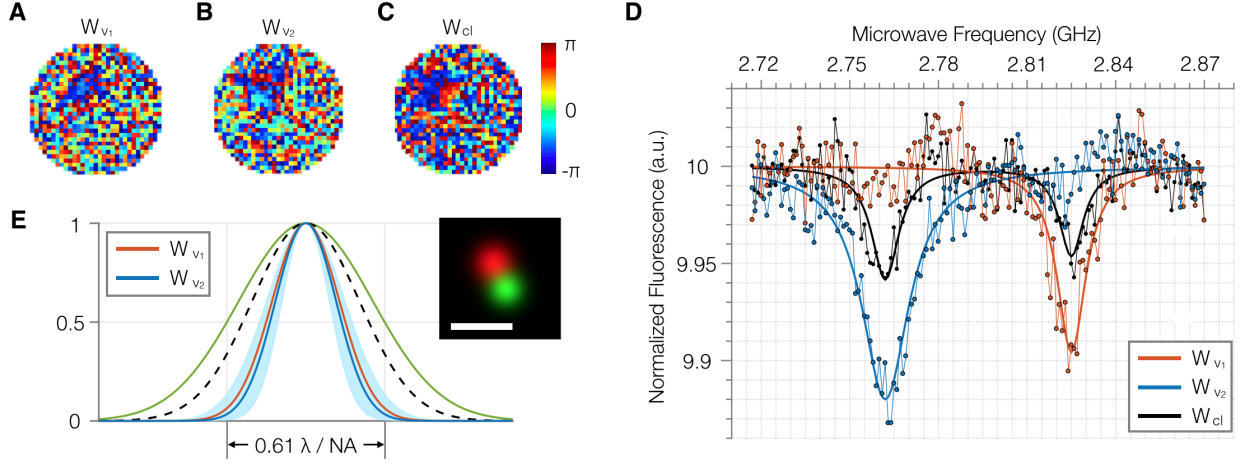 A
B
C
D
W v₁
W v₂
W cl
π
0
-π
Microwave Frequency (GHz)
2.72 2.75 2.78 2.81 2.84 2.87
Normalized Fluorescence (a.u.)
10
9.95
9.9
W v₁
W v₂
W cl
E
1
0.5
0
W v₁
W v₂
0.61 λ / NA